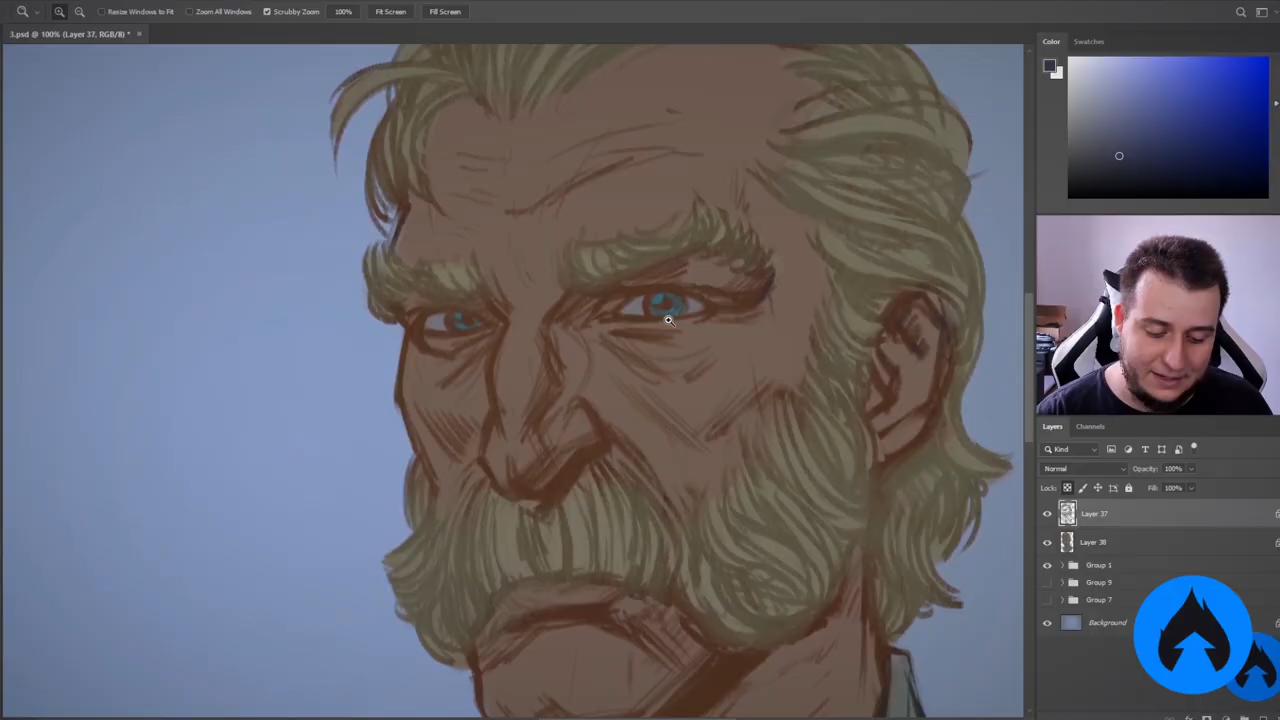 Resize Windows to Fit
Zoom All Windows
Scrubby Zoom
100%
Fit Screen
Fill Screen
3.psd @ 100% (Layer 37, RGB/8) *
Color
Swatches
Layers
Channels
Kind
Normal
Opacity: 100%
Lock:
Fill: 100%
Layer 37
Layer 38
Group 1
Group 9
Group 7
Background